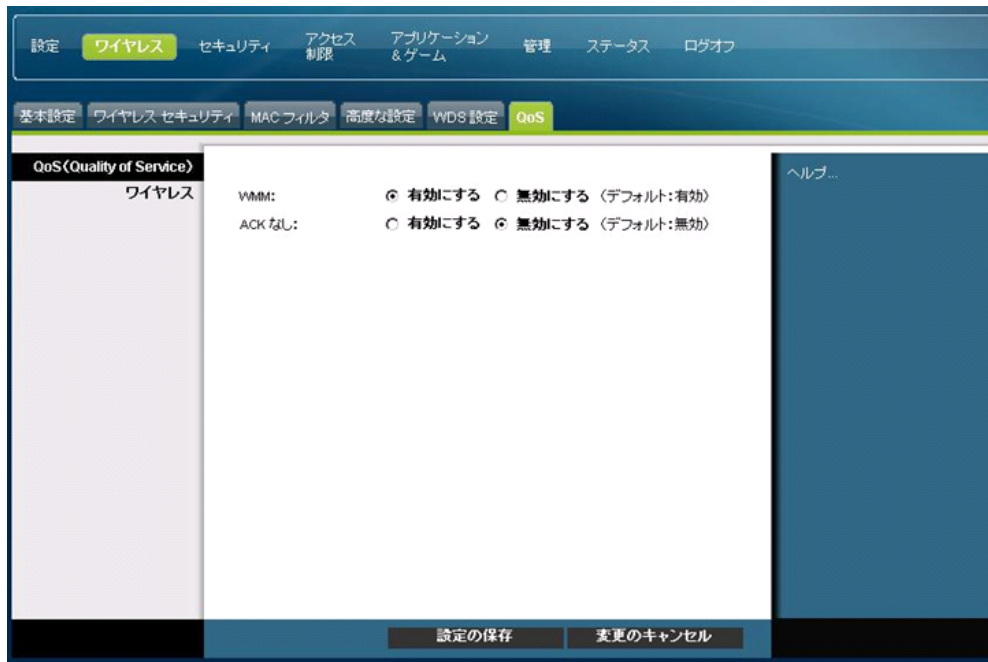 設定 ワイヤレス セキュリティ アクセス制限 アプリケーション&ゲーム 管理 ステータス ログオフ
基本設定 ワイヤレス セキュリティ MAC フィルタ 高度な設定 WDS 設定 QoS
QoS(Quality of Service)
ワイヤレス
ヘルプ...
WMM: 有効にする 無効にする (デフォルト:有効)
ACK なし: 有効にする 無効にする (デフォルト:無効)
設定の保存 変更のキャンセル